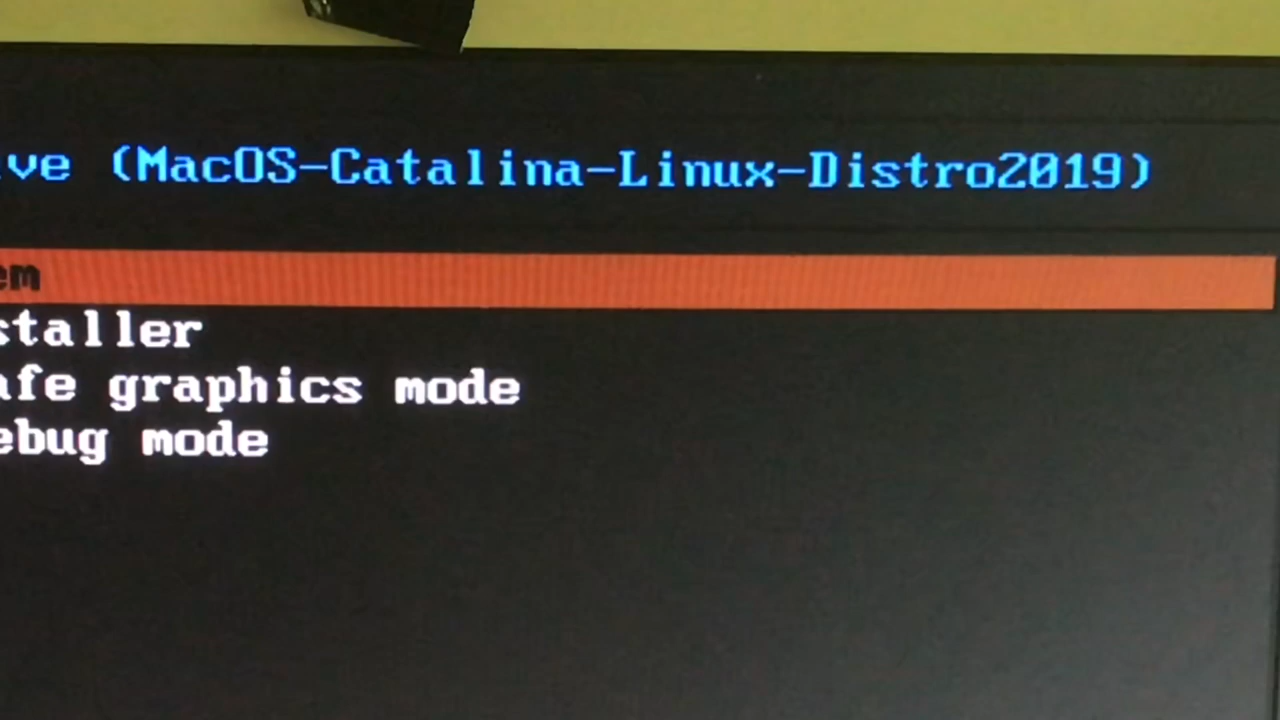 ve (MacOS-Catalina-Linux-Distro2019)
em
staller
afe graphics mode
ebug mode